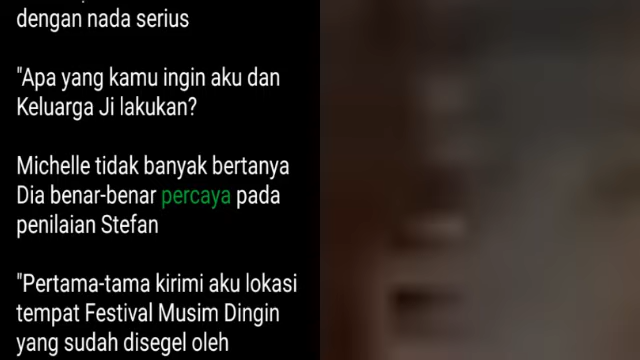 dengan nada serius
"Apa yang kamu ingin aku dan
Keluarga Ji lakukan?
Michelle tidak banyak bertanya
Dia benar-benar percaya pada
penilaian Stefan
"Pertama-tama kirimi aku lokasi
tempat Festival Musim Dingin
yang sudah disegel oleh